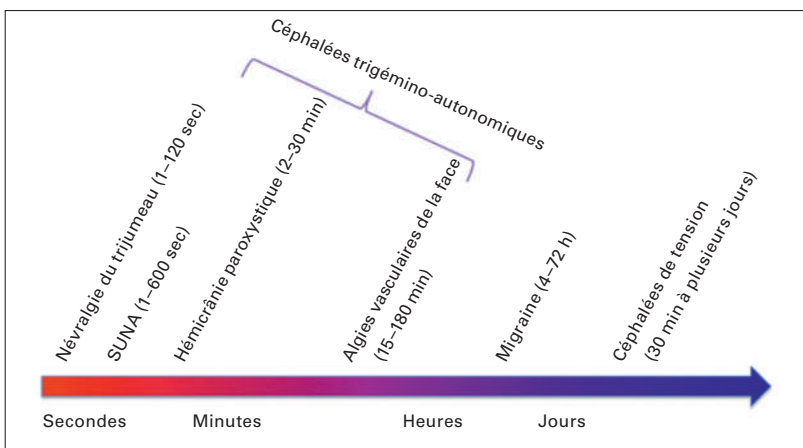 Céphalées trigémino-autonomiques
Névralgie du trijumeau (1–120 sec)
SUNA (1–600 sec)
Hémicrânie paroxystique (2–30 min)
Algies vasculaires de la face
(15–180 min)
Migraine (4–72 h)
Céphalées de tension
(30 min à plusieurs jours)
Secondes
Minutes
Heures
Jours